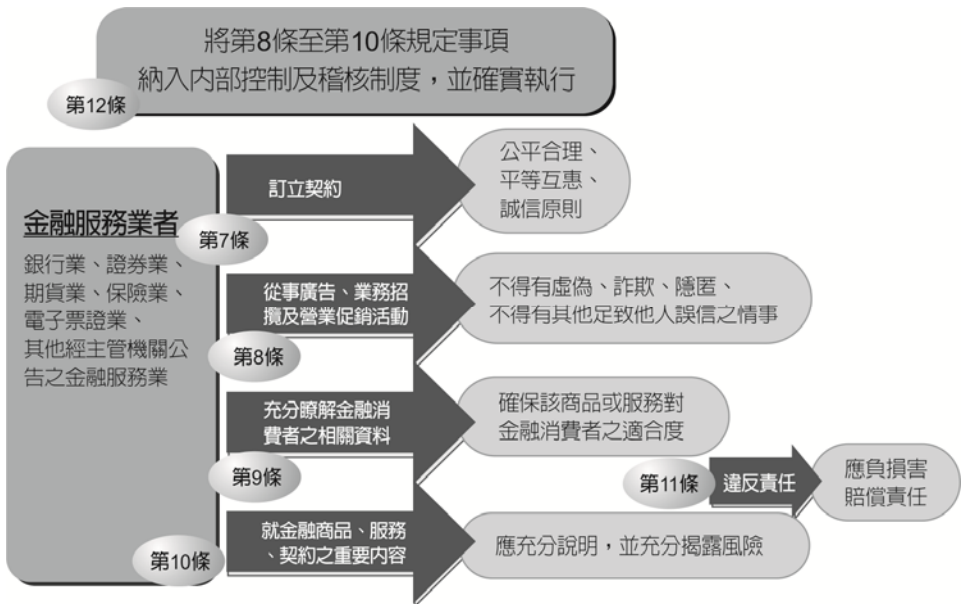 將第8條至第10條規定事項
納入內部控制及稽核制度，並確實執行
第12條
金融服務業者
銀行業、證券業、
期貨業、保險業、
電子票證業、
其他經主管機關公
告之金融服務業
第7條
訂立契約
公平合理、
平等互惠、
誠信原則
第8條
從事廣告、業務招
攬及營業促銷活動
不得有虛偽、詐欺、隱匿、
不得有其他足致他人誤信之情事
第9條
充分瞭解金融消
費者之相關資料
確保該商品或服務對
金融消費者之適合度
第11條
違反責任
應負損害
賠償責任
第10條
就金融商品、服務
、契約之重要內容
應充分說明，並充分揭露風險